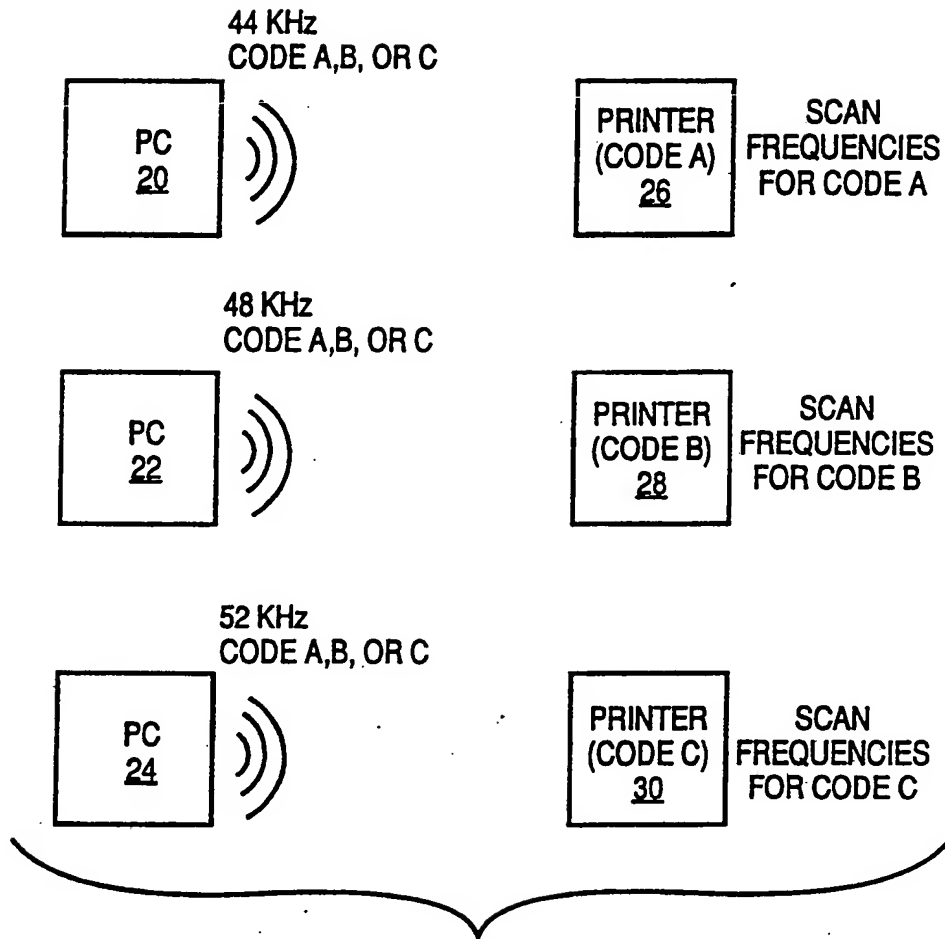 44 KHz
CODE A,B, OR C
PC
20
PRINTER
(CODE A)
26
SCAN
FREQUENCIES
FOR CODE A
48 KHz
CODE A,B, OR C
PC
22
PRINTER
(CODE B)
28
SCAN
FREQUENCIES
FOR CODE B
52 KHz
CODE A,B, OR C
PC
24
PRINTER
(CODE C)
30
SCAN
FREQUENCIES
FOR CODE C